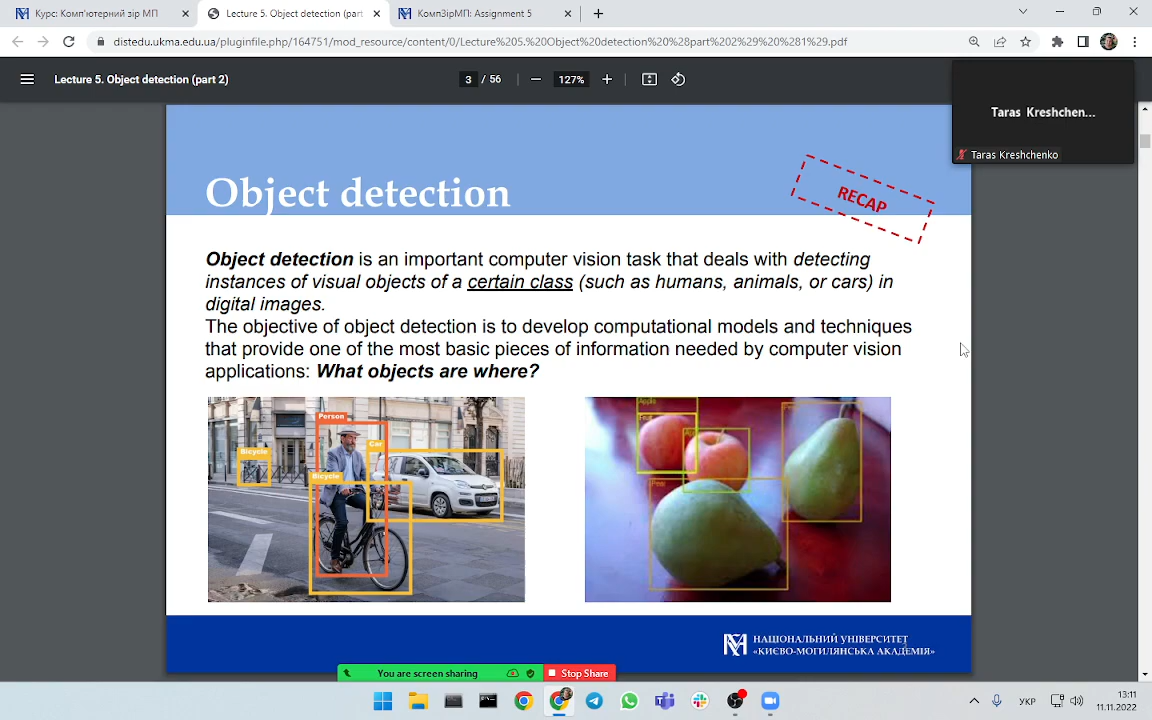 Курс: Комп'ютерний зір МП
Lecture 5. Object detection (part
КомпЗірМП: Assignment 5
distedu.ukma.edu.ua/pluginfile.php/164751/mod_resource/content/0/Lecture%205.%20Object%20detection%20%28part%202%29%20%281%29.pdf
Lecture 5. Object detection (part 2)
3 / 56
127%
Taras Kreshchen...
Taras Kreshchenko
Object detection
RECAP
Object detection is an important computer vision task that deals with detecting
instances of visual objects of a certain class (such as humans, animals, or cars) in
digital images.
The objective of object detection is to develop computational models and techniques
that provide one of the most basic pieces of information needed by computer vision
applications: What objects are where?
Person
Car
Bicycle
Bicycle
Apple
Pear
НАЦІОНАЛЬНИЙ УНІВЕРСИТЕТ
«КИЄВО-МОГИЛЯНСЬКА АКАДЕМІЯ»
You are screen sharing
Stop Share
УКР
13:11
11.11.2022